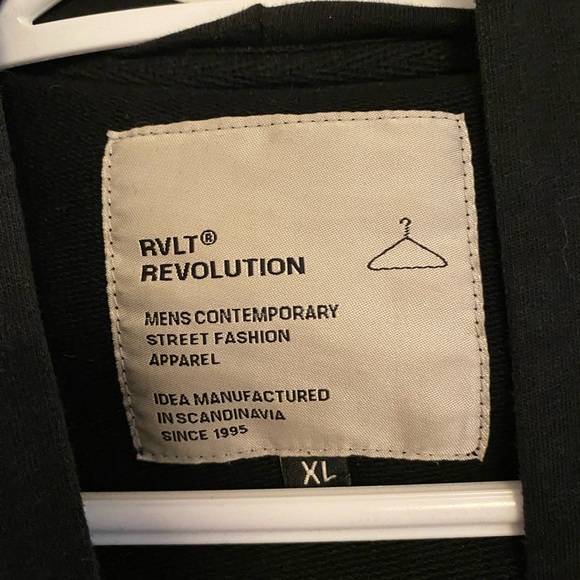 RVLT®
REVOLUTION
MENS CONTEMPORARY
STREET FASHION
APPAREL
IDEA MANUFACTURED
IN SCANDINAVIA
SINCE 1995
XL